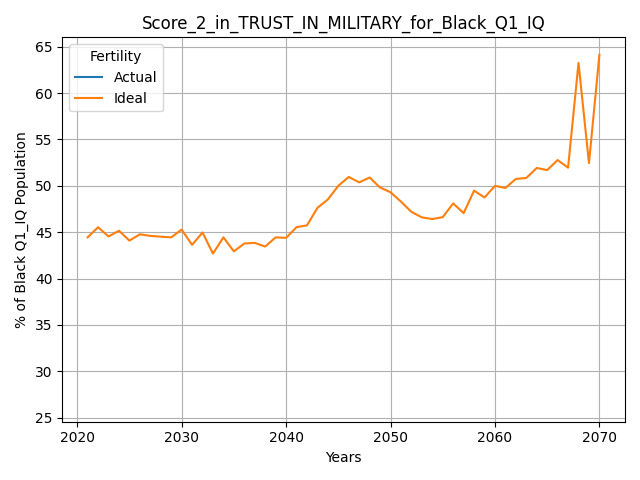 Score_2_in_TRUST_IN_MILITARY_for_Black_Q1_IQ
Fertility
Actual
Ideal
% of Black Q1_IQ Population
65
60
55
50
45
40
35
30
25
2020 2030 2040 2050 2060 2070
Years